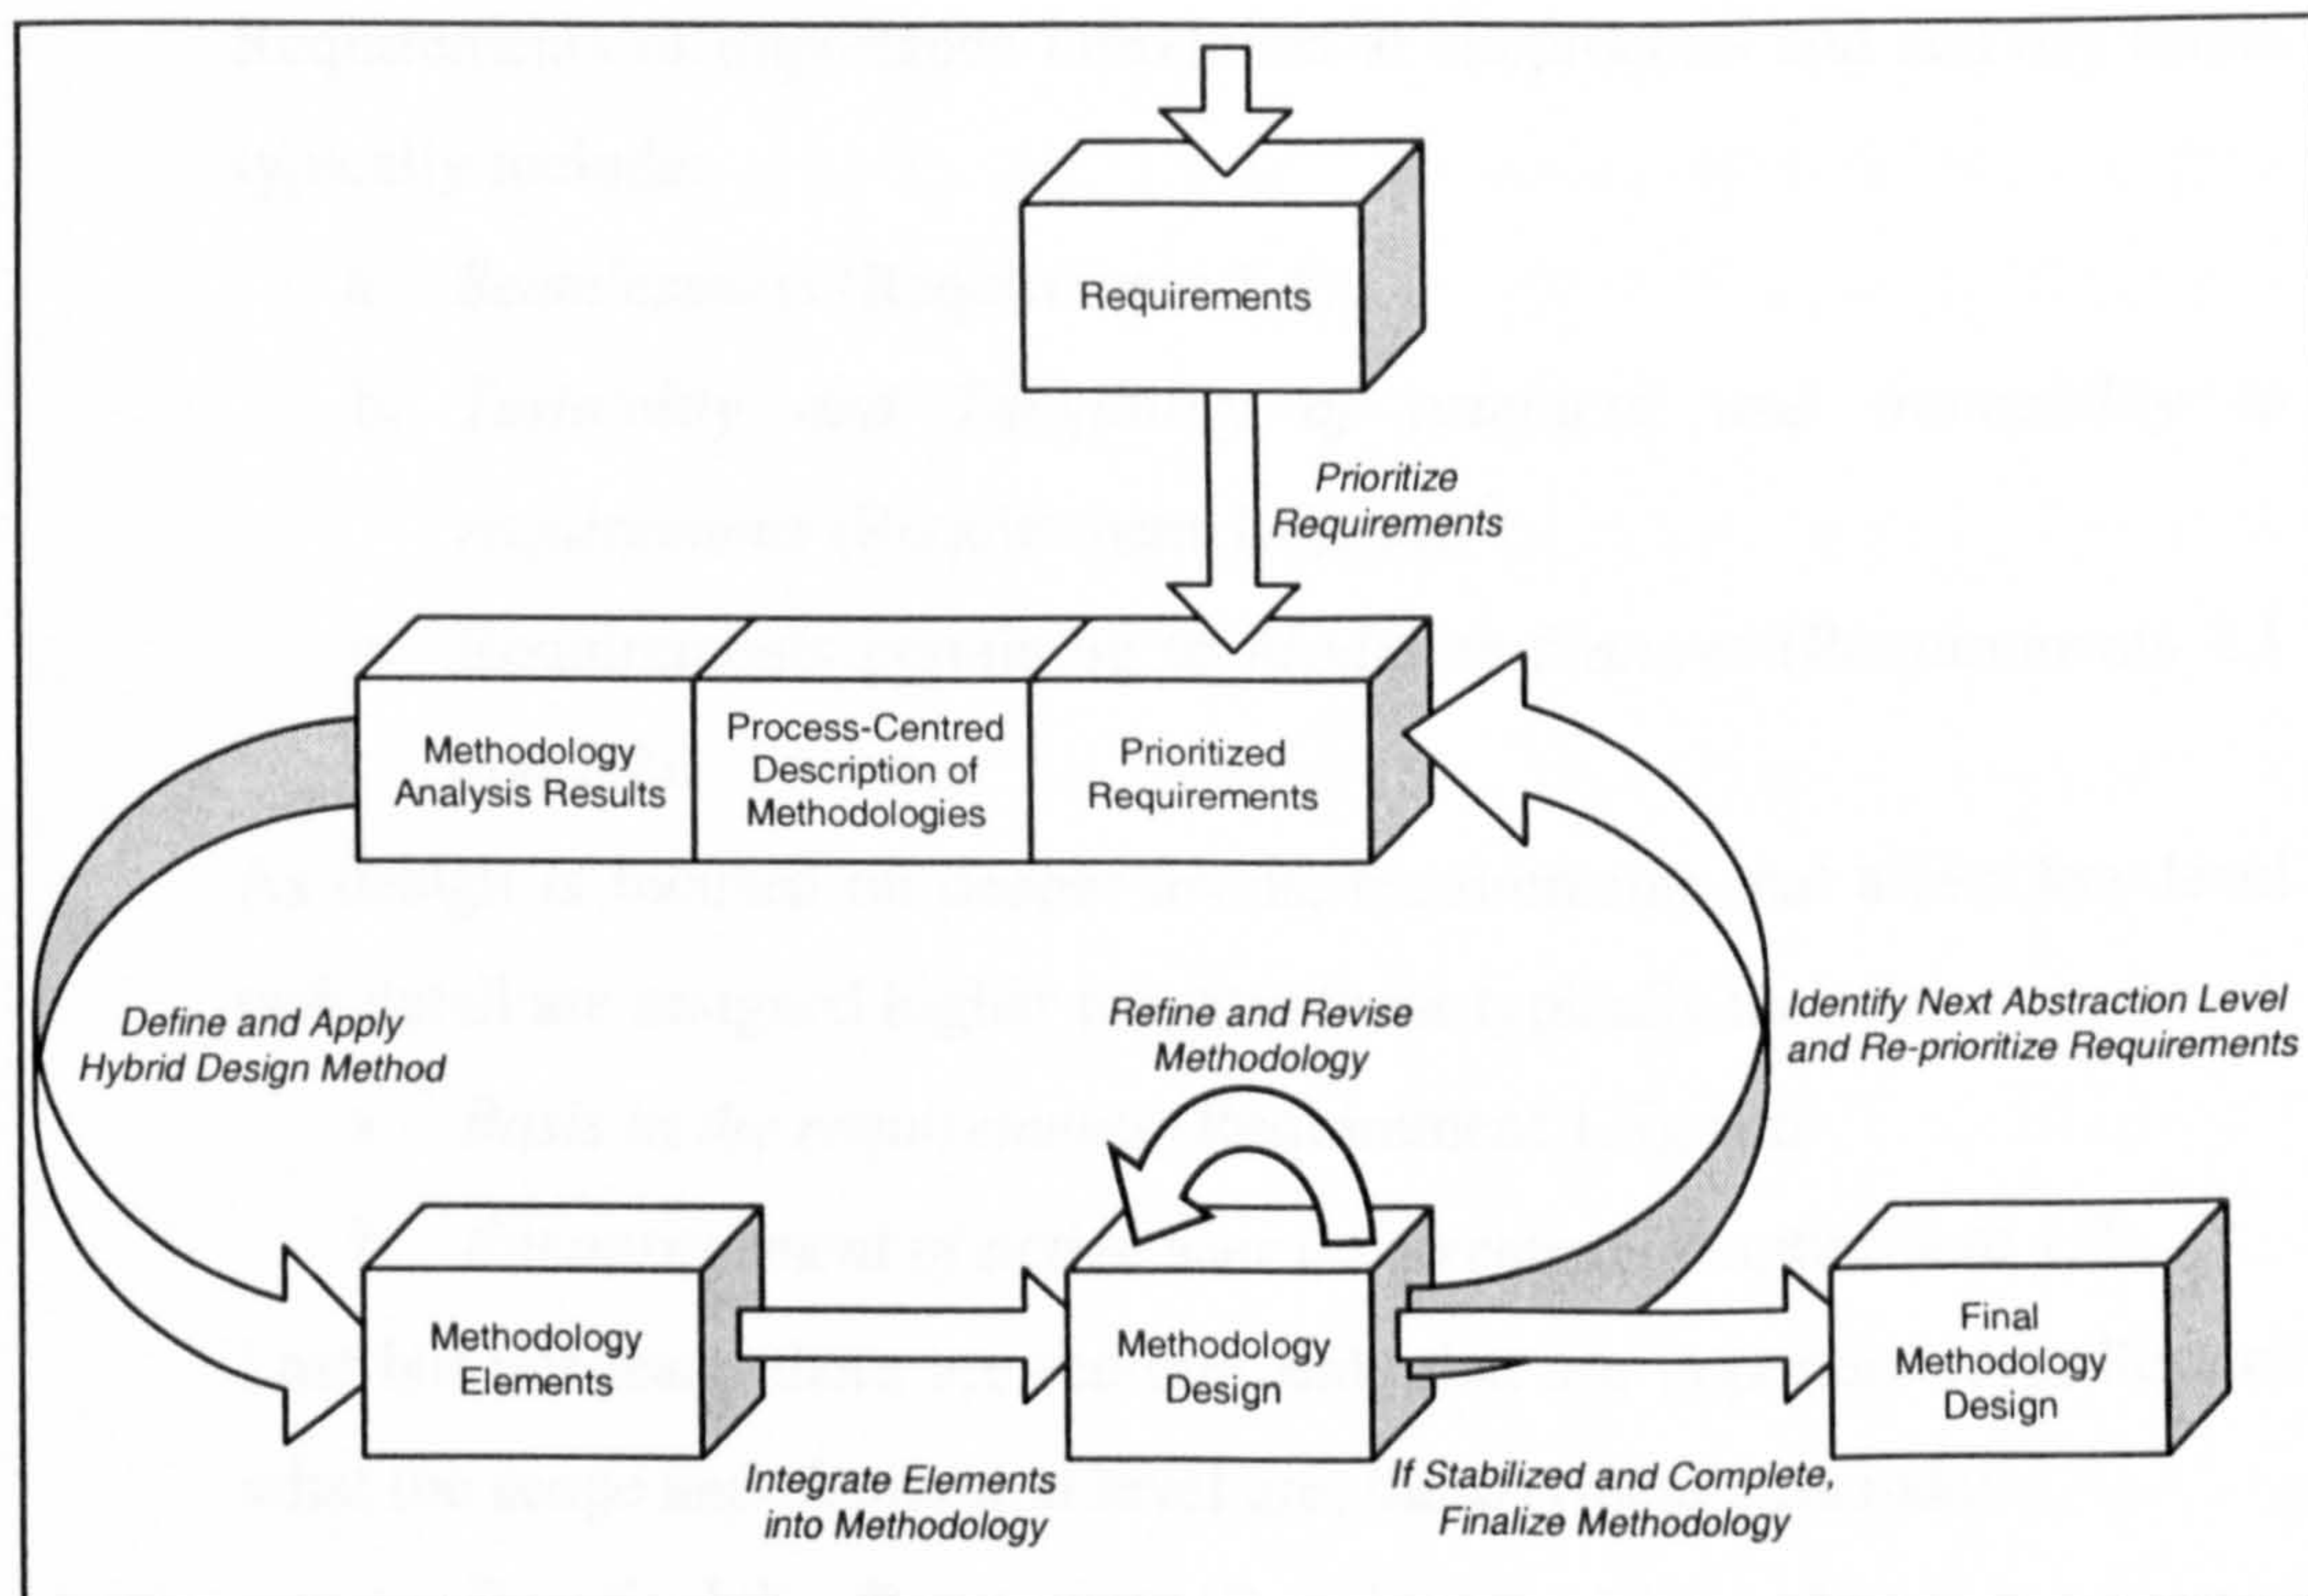 Requirements
Prioritize
Requirements
Methodology
Analysis Results
Process-Centred
Description of
Methodologies
Prioritized
Requirements
Define and Apply
Hybrid Design Method
Refine and Revise
Methodology
Identify Next Abstraction Level
and Re-prioritize Requirements
Methodology
Elements
Methodology
Design
Final
Methodology
Design
Integrate Elements
into Methodology
If Stabilized and Complete,
Finalize Methodology